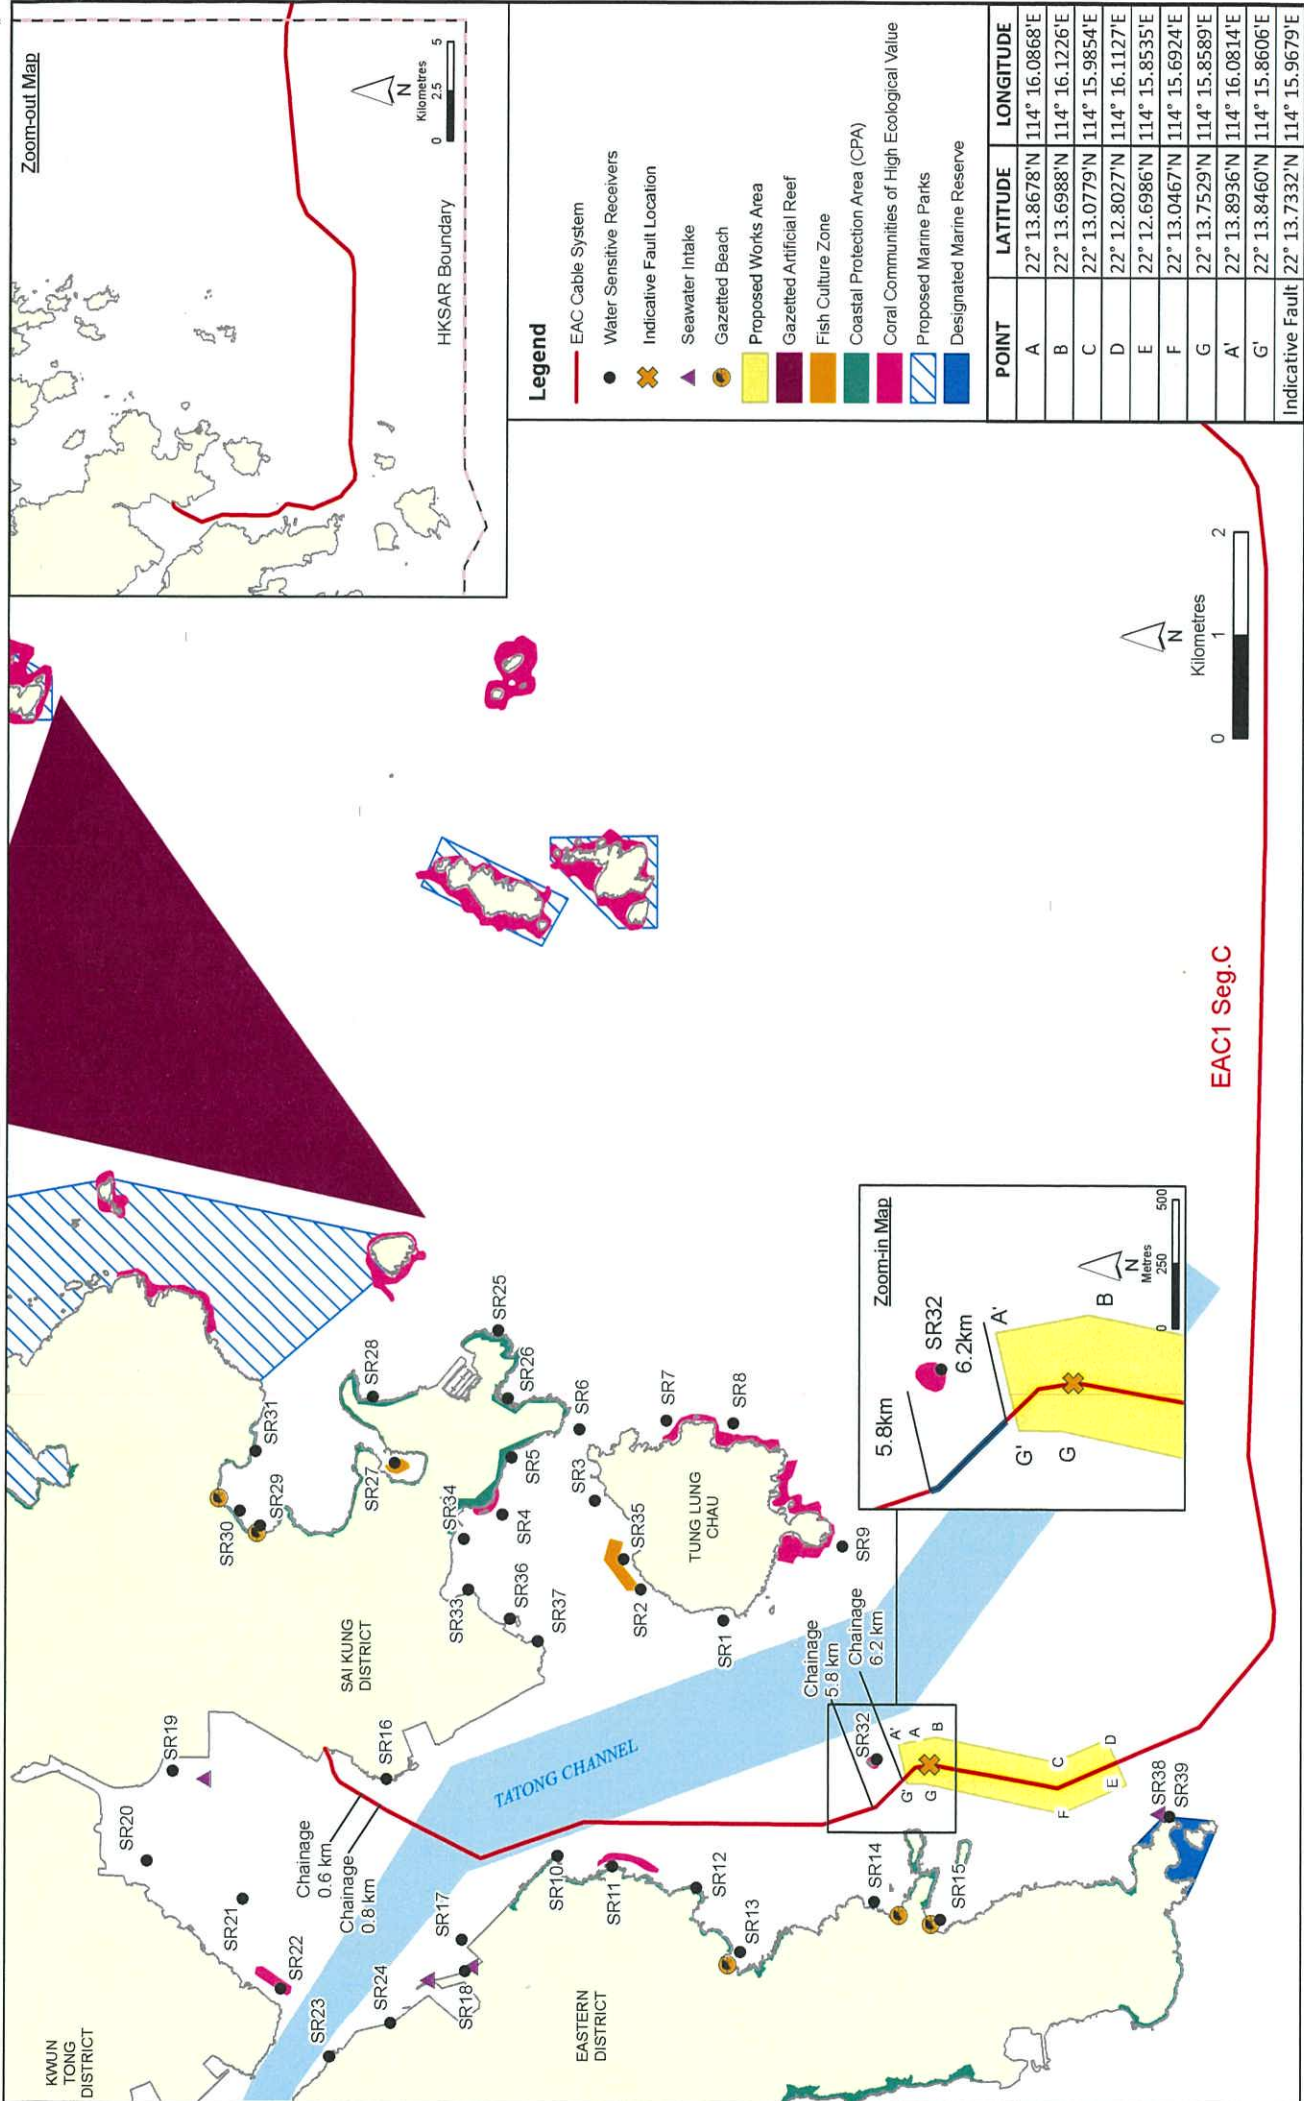 Zoom-out Map
HKSAR Boundary
N
Kilometres
0 2.5 5
Legend
EAC Cable System
Water Sensitive Receivers
Indicative Fault Location
Seawater Intake
Gazetted Beach
Proposed Works Area
Gazetted Artificial Reef
Fish Culture Zone
Coastal Protection Area (CPA)
Coral Communities of High Ecological Value
Proposed Marine Parks
Designated Marine Reserve
POINT LATITUDE LONGITUDE
A 22° 13.8678'N 114° 16.0868'E
B 22° 13.6988'N 114° 16.1226'E
C 22° 13.0779'N 114° 15.9854'E
D 22° 12.8027'N 114° 16.1127'E
E 22° 12.6986'N 114° 15.8535'E
F 22° 13.0467'N 114° 15.6924'E
G 22° 13.7529'N 114° 15.8589'E
A' 22° 13.8936'N 114° 16.0814'E
G' 22° 13.8460'N 114° 15.8606'E
Indicative Fault 22° 13.7332'N 114° 15.9679'E
KWUN
TONG
DISTRICT
SR19
SR20
SR21
SR22
SR23
SR24
SR17
SR18
SR16
Chainage
0.6 km
Chainage
0.8 km
SAI KUNG
DISTRICT
SR31
SR30
SR29
SR28
SR27
SR25
SR26
SR34
SR33
SR5
SR4
SR36
SR37
SR6
SR3
SR35
SR2
SR7
SR8
TUNG LUNG
CHAU
SR1
SR9
TATONG CHANNEL
EASTERN
DISTRICT
SR10
SR11
SR12
SR13
SR14
SR15
Chainage
5.8 km
Chainage
6.2 km
SR32
A'
A
B
G'
G
C
F
D
E
SR38
SR39
Zoom-in Map
5.8km
SR32
6.2km
A'
G'
G
B
N
Metres
0 250 500
EAC1 Seg.C
N
Kilometres
0 1 2